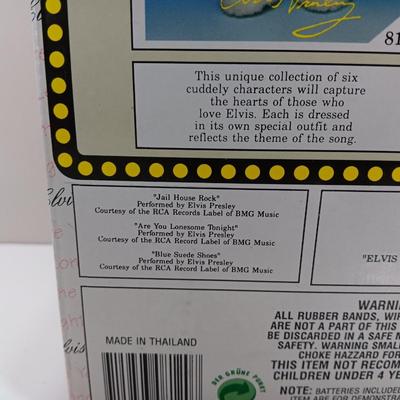 81
This unique collection of six
cuddely characters will capture
the hearts of those who
love Elvis. Each is dressed
in its own special outfit and
reflects the theme of the song.
"Jail House Rock"
Performed by Elvis Presley
Courtesy of the RCA Records Label of BMG Music
"Are You Lonesome Tonight"
Performed by Elvis Presley
Courtesy of the RCA Record Label of BMG Music
"Blue Suede Shoes"
Performed by Elvis Presley
Courtesy of the RCA Record Label of BMG Music
"ELVIS
MADE IN THAILAND
DER GRÜNE PUNKT
WARNI
ALL RUBBER BANDS, WIR
ARE NOT A PART OF THIS
BE DISCARDED IN A SAFE M
SAFETY. WARNING SMAL
CHOKE HAZZARD FOR
THIS ITEM NOT RECOM
CHILDREN UNDER 4 YE
NOTE: BATTERIES INCLUDE
ITEM ARE FOR DEMONSTRA
Elvis